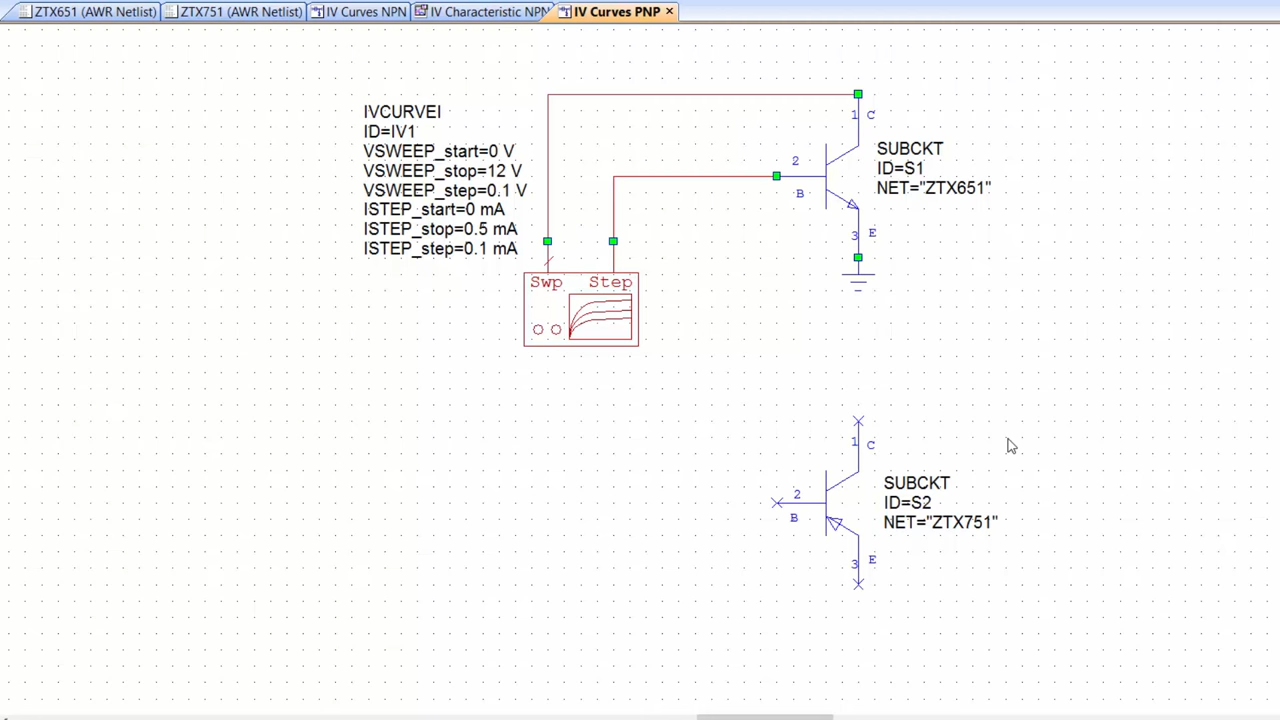 ZTX651 (AWR Netlist)
ZTX751 (AWR Netlist)
IV Curves NPN
IV Characteristic NPN
IV Curves PNP
IVCURVEI
ID=IV1
VSWEEP_start=0 V
VSWEEP_stop=12 V
VSWEEP_step=0.1 V
ISTEP_start=0 mA
ISTEP_stop=0.5 mA
ISTEP_step=0.1 mA
Swp Step
1 C
2
B
3 E
SUBCKT
ID=S1
NET="ZTX651"
1 C
2
B
3 E
SUBCKT
ID=S2
NET="ZTX751"